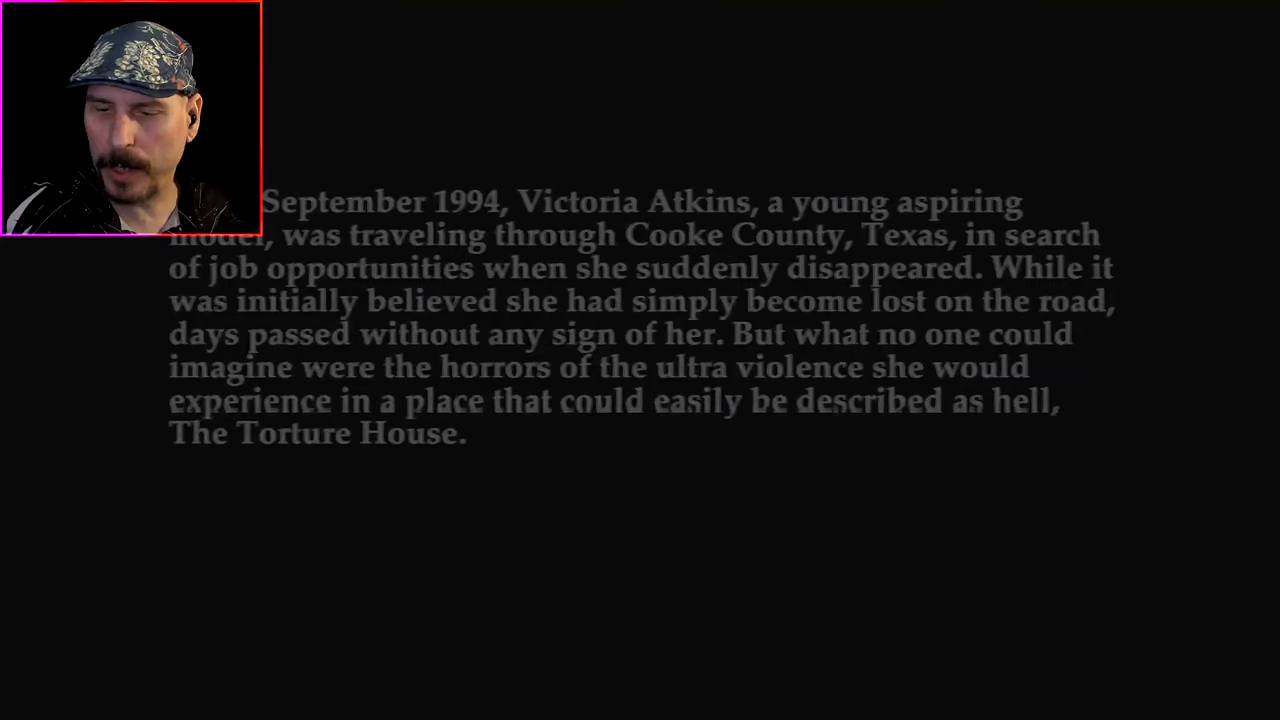 September 1994, Victoria Atkins, a young aspiring
model, was traveling through Cooke County, Texas, in search
of job opportunities when she suddenly disappeared. While it
was initially believed she had simply become lost on the road,
days passed without any sign of her. But what no one could
imagine were the horrors of the ultra violence she would
experience in a place that could easily be described as hell,
The Torture House.